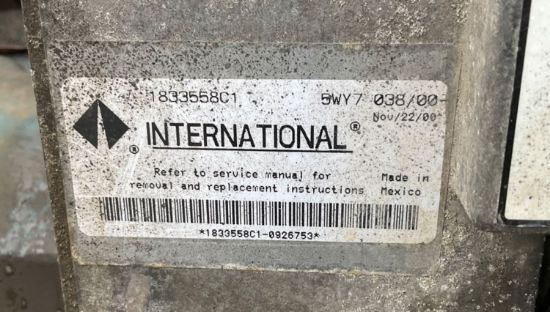 1833558C1 5WY7 038/00
Nov/22/00
® INTERNATIONAL®
Refer to service manual for
removal and replacement instructions
Made in
Mexico
*1833558C1-0926753*